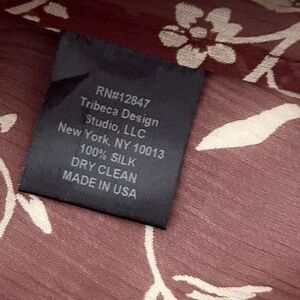 RN#12847
Tribeca Design
Studio, LLC
New York, NY 10013
100% SILK
DRY CLEAN
MADE IN USA